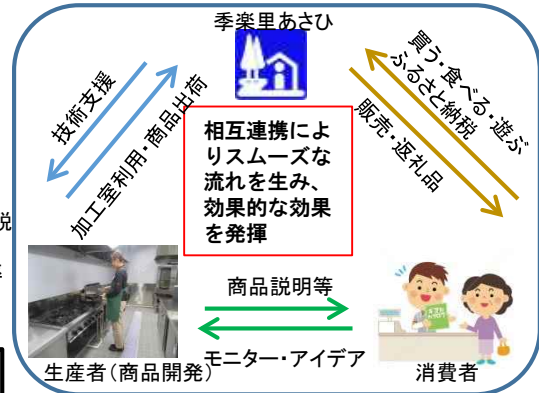 季楽里あさひ
技術支援
加工室利用・商品出荷
買う・食べる・遊ぶ
ふるさと納税
販売・返礼品
相互連携によ
りスムーズな
流れを生み、
効果的な効果
を発揮
税
商品説明等
モニター・アイデア
生産者(商品開発)
消費者